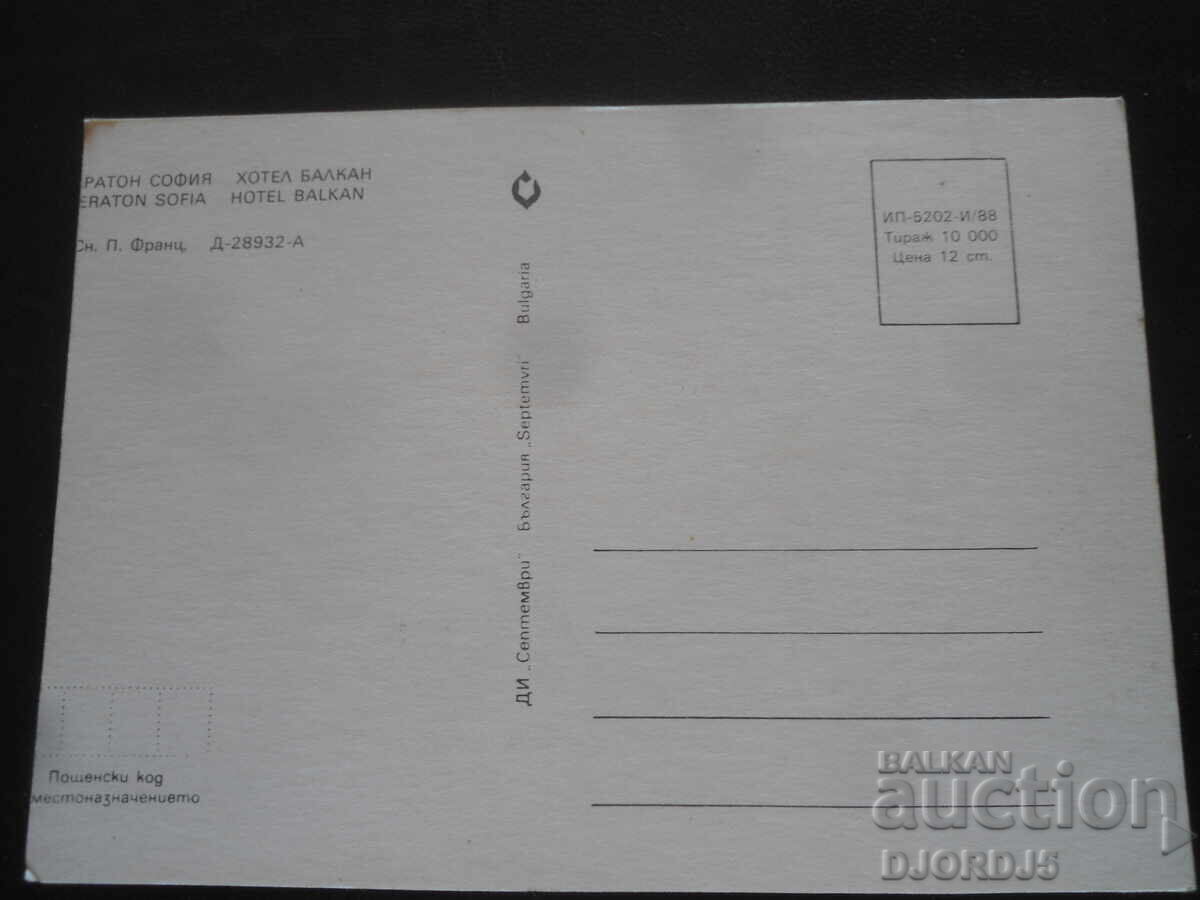 РАТОН СОФИЯ ХОТЕЛ БАЛКАН
ERATON SOFIA HOTEL BALKAN
Сн. П. Франц, Д-28932-А
ДИ „Септември" България „Septemvri" Bulgaria
ИП-5202-И/88
Тираж 10 000
Цена 12 ст.
Пощенски код
местоназначението
BALKAN
auction
DJORDJ5